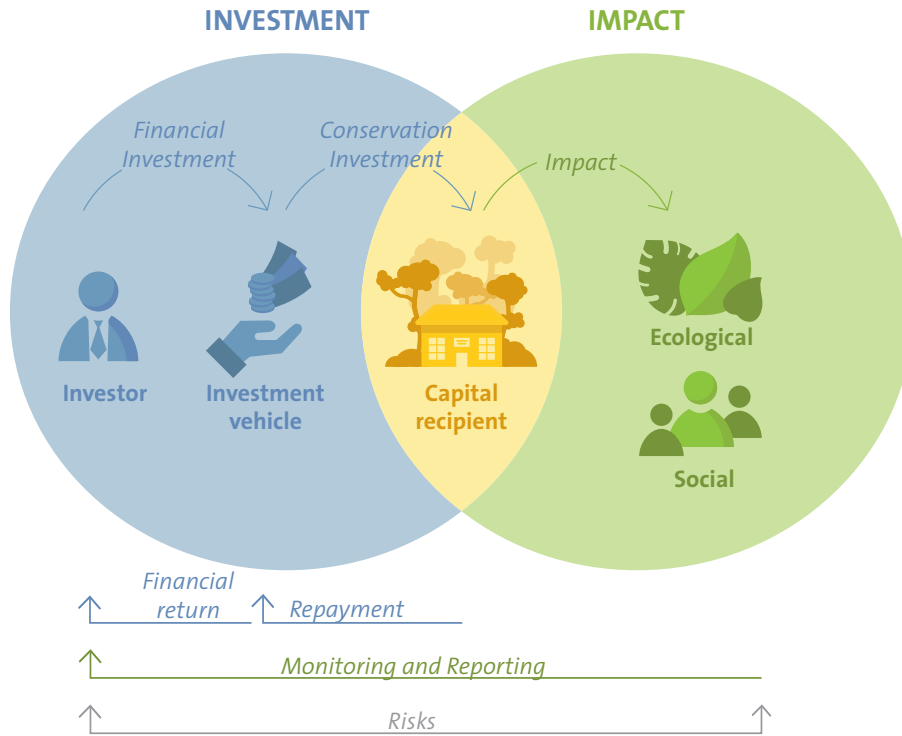 INVESTMENT
IMPACT
Financial
Investment
Conservation
Investment
Impact
Investor
Investment
vehicle
Capital
recipient
Ecological
Social
Financial
return
Repayment
Monitoring and Reporting
Risks